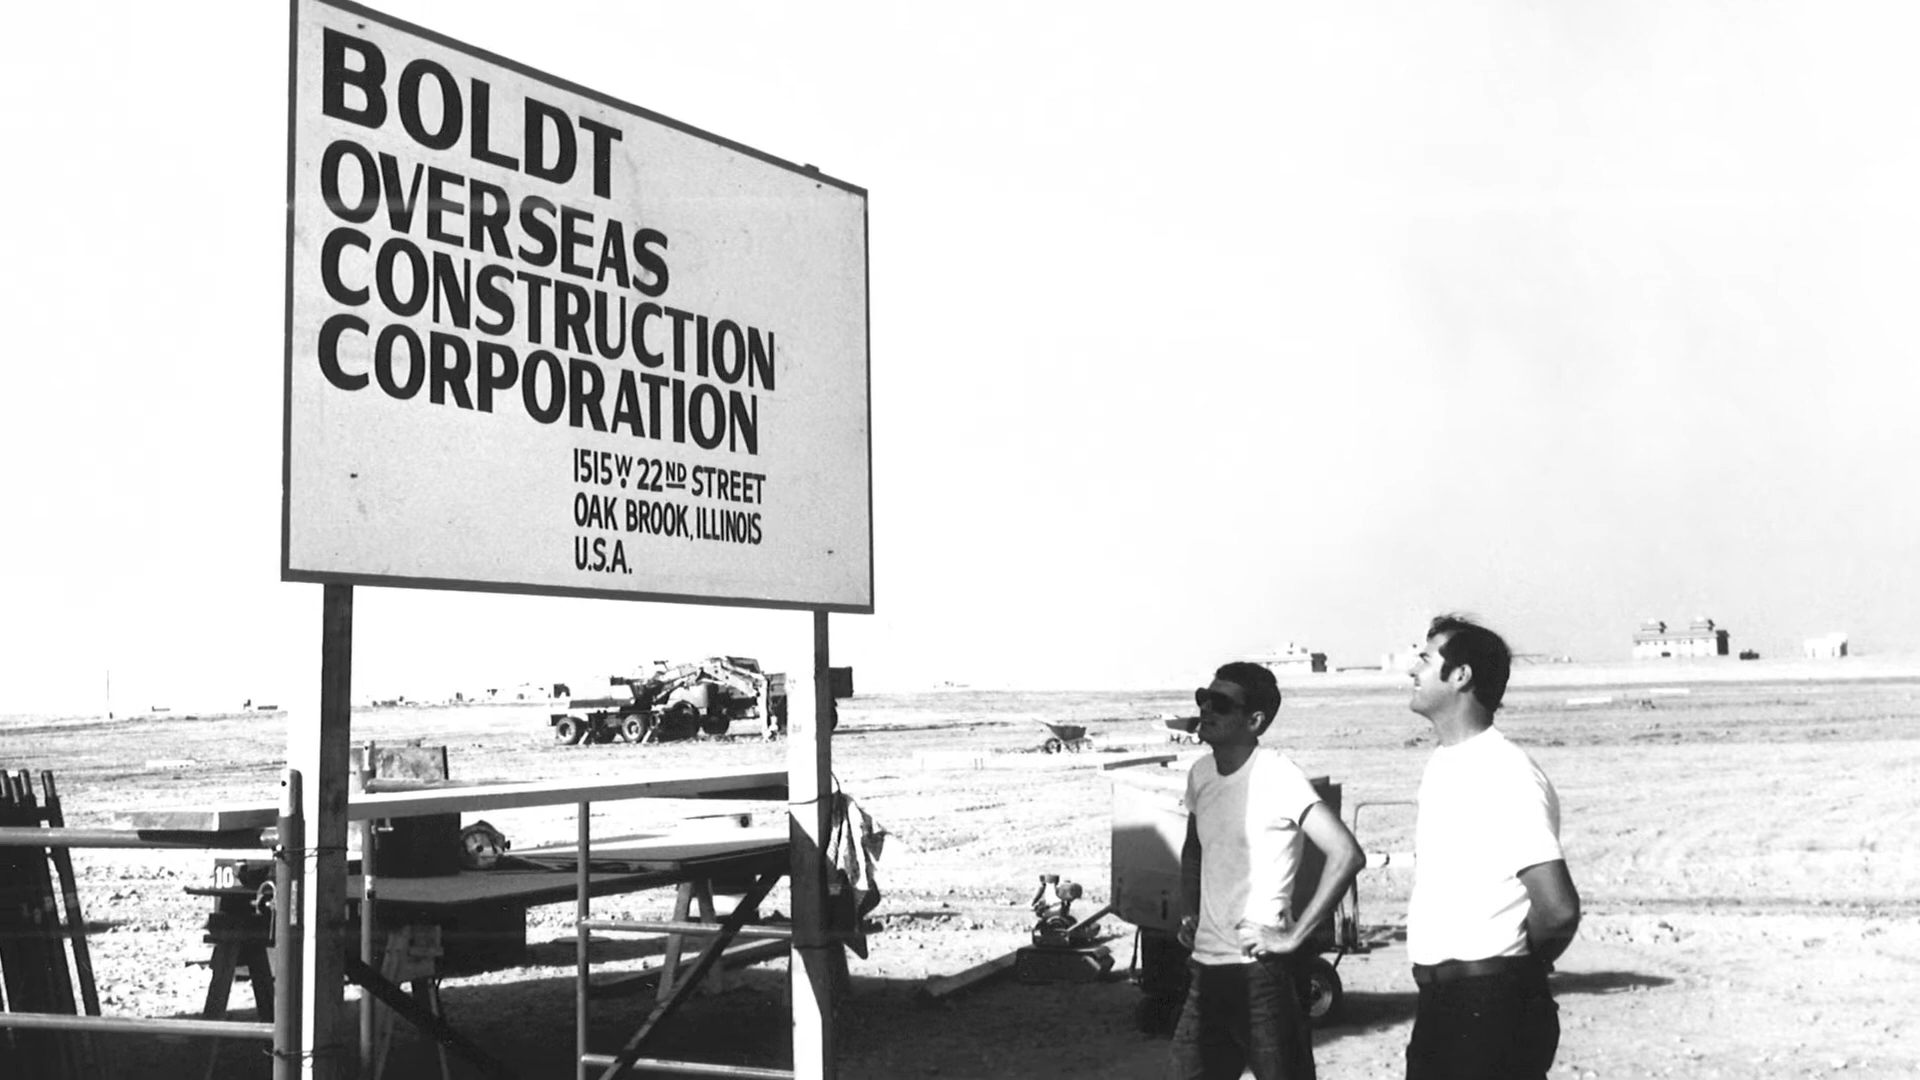 BOLDT
OVERSEAS
CONSTRUCTION
CORPORATION
1515 W. 22ND STREET
OAK BROOK, ILLINOIS
U.S.A.
10